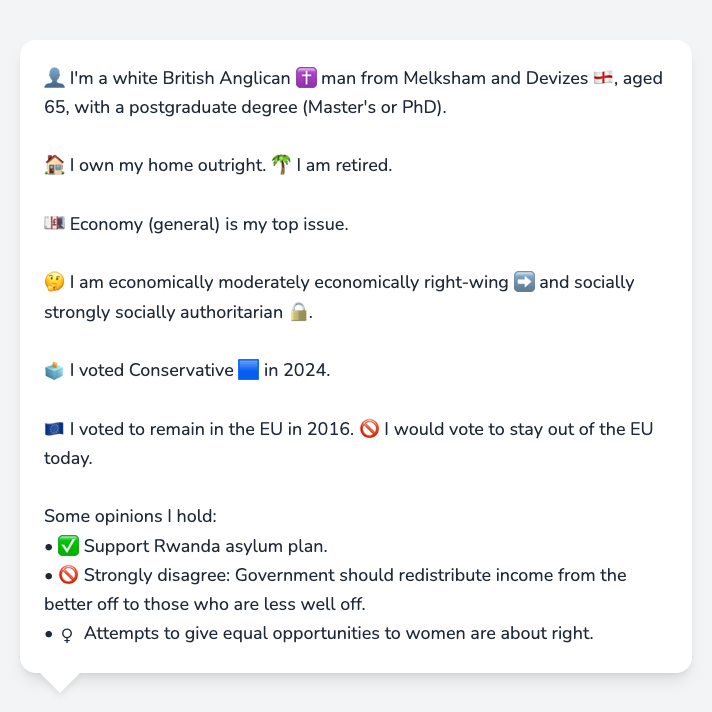 👤 I'm a white British Anglican ✝️ man from Melksham and Devizes 🏴󠁧󠁢󠁥󠁮󠁧󠁿, aged
65, with a postgraduate degree (Master's or PhD).
🏠 I own my home outright. 🌴 I am retired.
💷 Economy (general) is my top issue.
🤔 I am economically moderately economically right-wing ➡️ and socially
strongly socially authoritarian 🔒.
🗳️ I voted Conservative 🟦 in 2024.
🇪🇺 I voted to remain in the EU in 2016. 🚫 I would vote to stay out of the EU
today.
Some opinions I hold:
• ✅ Support Rwanda asylum plan.
• 🚫 Strongly disagree: Government should redistribute income from the
better off to those who are less well off.
• ♀ Attempts to give equal opportunities to women are about right.